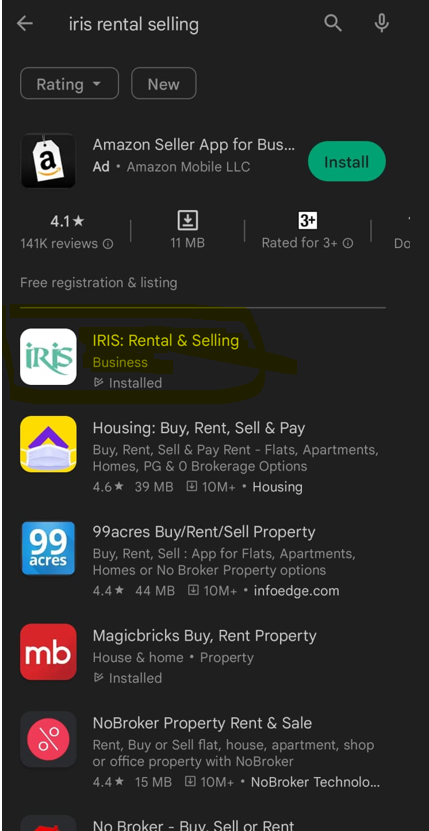 iris rental selling
Rating
New
Amazon Seller App for Bus...
Ad • Amazon Mobile LLC
Install
4.1★
3+
141K reviews
11 MB
Rated for 3+
Do
Free registration & listing
iRiS
IRIS: Rental & Selling
Business
Installed
Housing: Buy, Rent, Sell & Pay
Buy, Rent, Sell & Pay Rent - Flats, Apartments,
Homes, PG & 0 Brokerage Options
4.6★ 39 MB 10M+ • Housing
99
acres
99acres Buy/Rent/Sell Property
Buy, Rent, Sell : App for Flats, Apartments,
Homes or No Broker Property options
4.4★ 44 MB 10M+ • infoedge.com
mb
Magicbricks Buy, Rent Property
House & home • Property
Installed
NoBroker Property Rent & Sale
Rent, Buy or Sell flat, house, apartment, shop
or office property with NoBroker
4.4★ 15 MB 10M+ • NoBroker Technolo...
No Broker - Buy, Sell or Rent